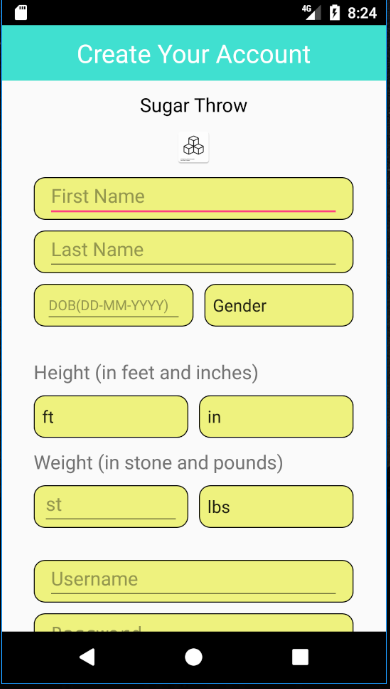 4G 8:24
Create Your Account
Sugar Throw
First Name
Last Name
DOB(DD-MM-YYYY) Gender
Height (in feet and inches)
ft in
Weight (in stone and pounds)
st lbs
Username
Password